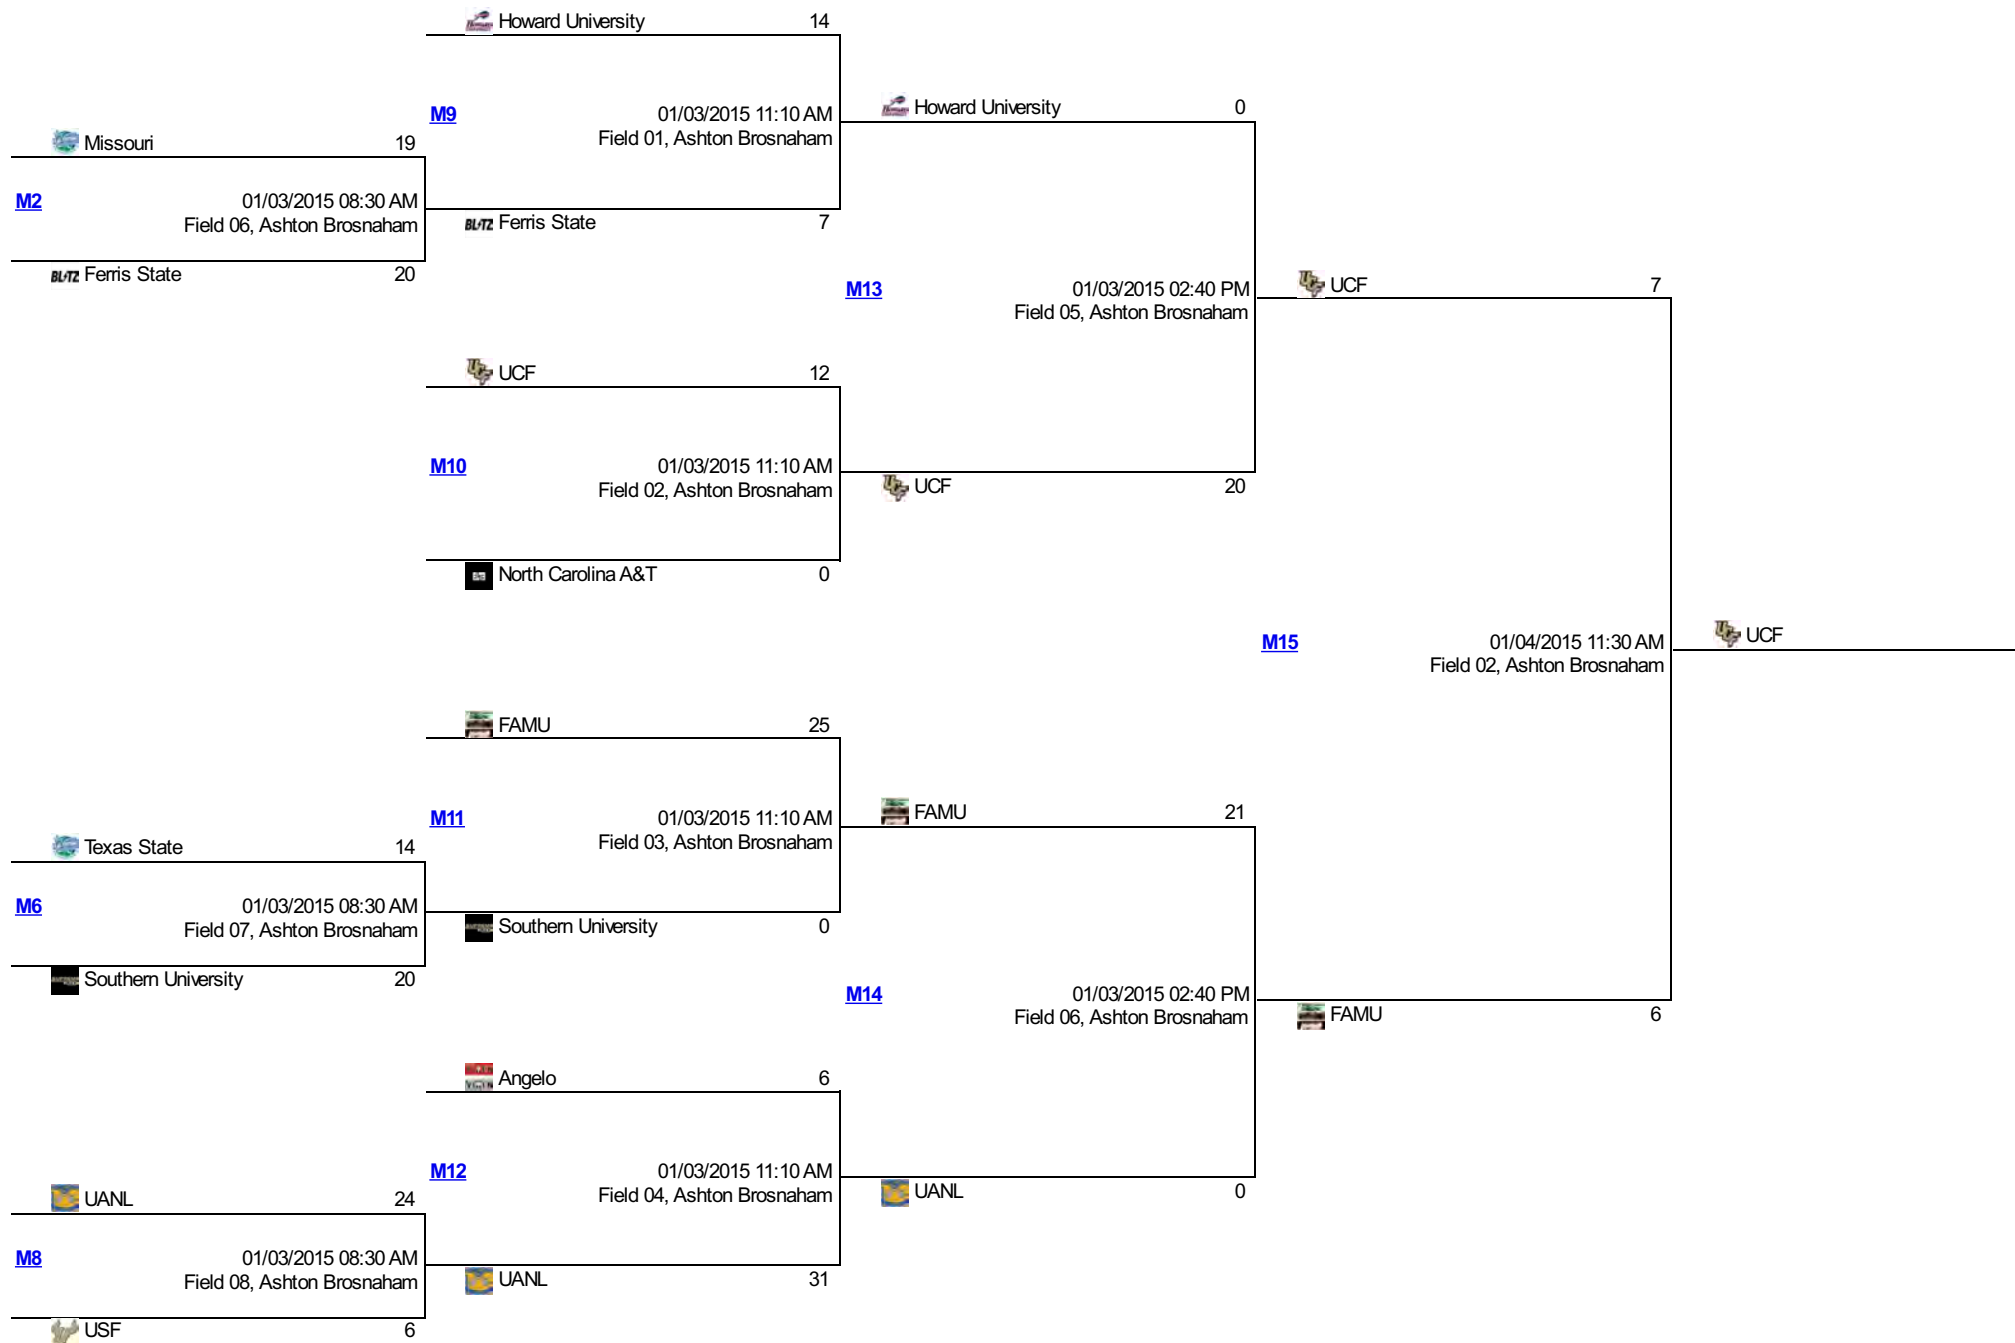 Howard University 14
M9 01/03/2015 11:10 AM
Field 01, Ashton Brosnaham
Ferris State 7
Missouri 19
M2 01/03/2015 08:30 AM
Field 06, Ashton Brosnaham
BLITZ Ferris State 20
Howard University 0
M13 01/03/2015 02:40 PM
Field 05, Ashton Brosnaham
UCF 20
UCF 12
M10 01/03/2015 11:10 AM
Field 02, Ashton Brosnaham
North Carolina A&T 0
UCF 7
M15 01/04/2015 11:30 AM
Field 02, Ashton Brosnaham
FAMU 6
UCF
FAMU 25
M11 01/03/2015 11:10 AM
Field 03, Ashton Brosnaham
Southern University 0
Texas State 14
M6 01/03/2015 08:30 AM
Field 07, Ashton Brosnaham
Southern University 20
FAMU 21
M14 01/03/2015 02:40 PM
Field 06, Ashton Brosnaham
UANL 0
Angelo 6
M12 01/03/2015 11:10 AM
Field 04, Ashton Brosnaham
UANL 31
UANL 24
M8 01/03/2015 08:30 AM
Field 08, Ashton Brosnaham
USF 6